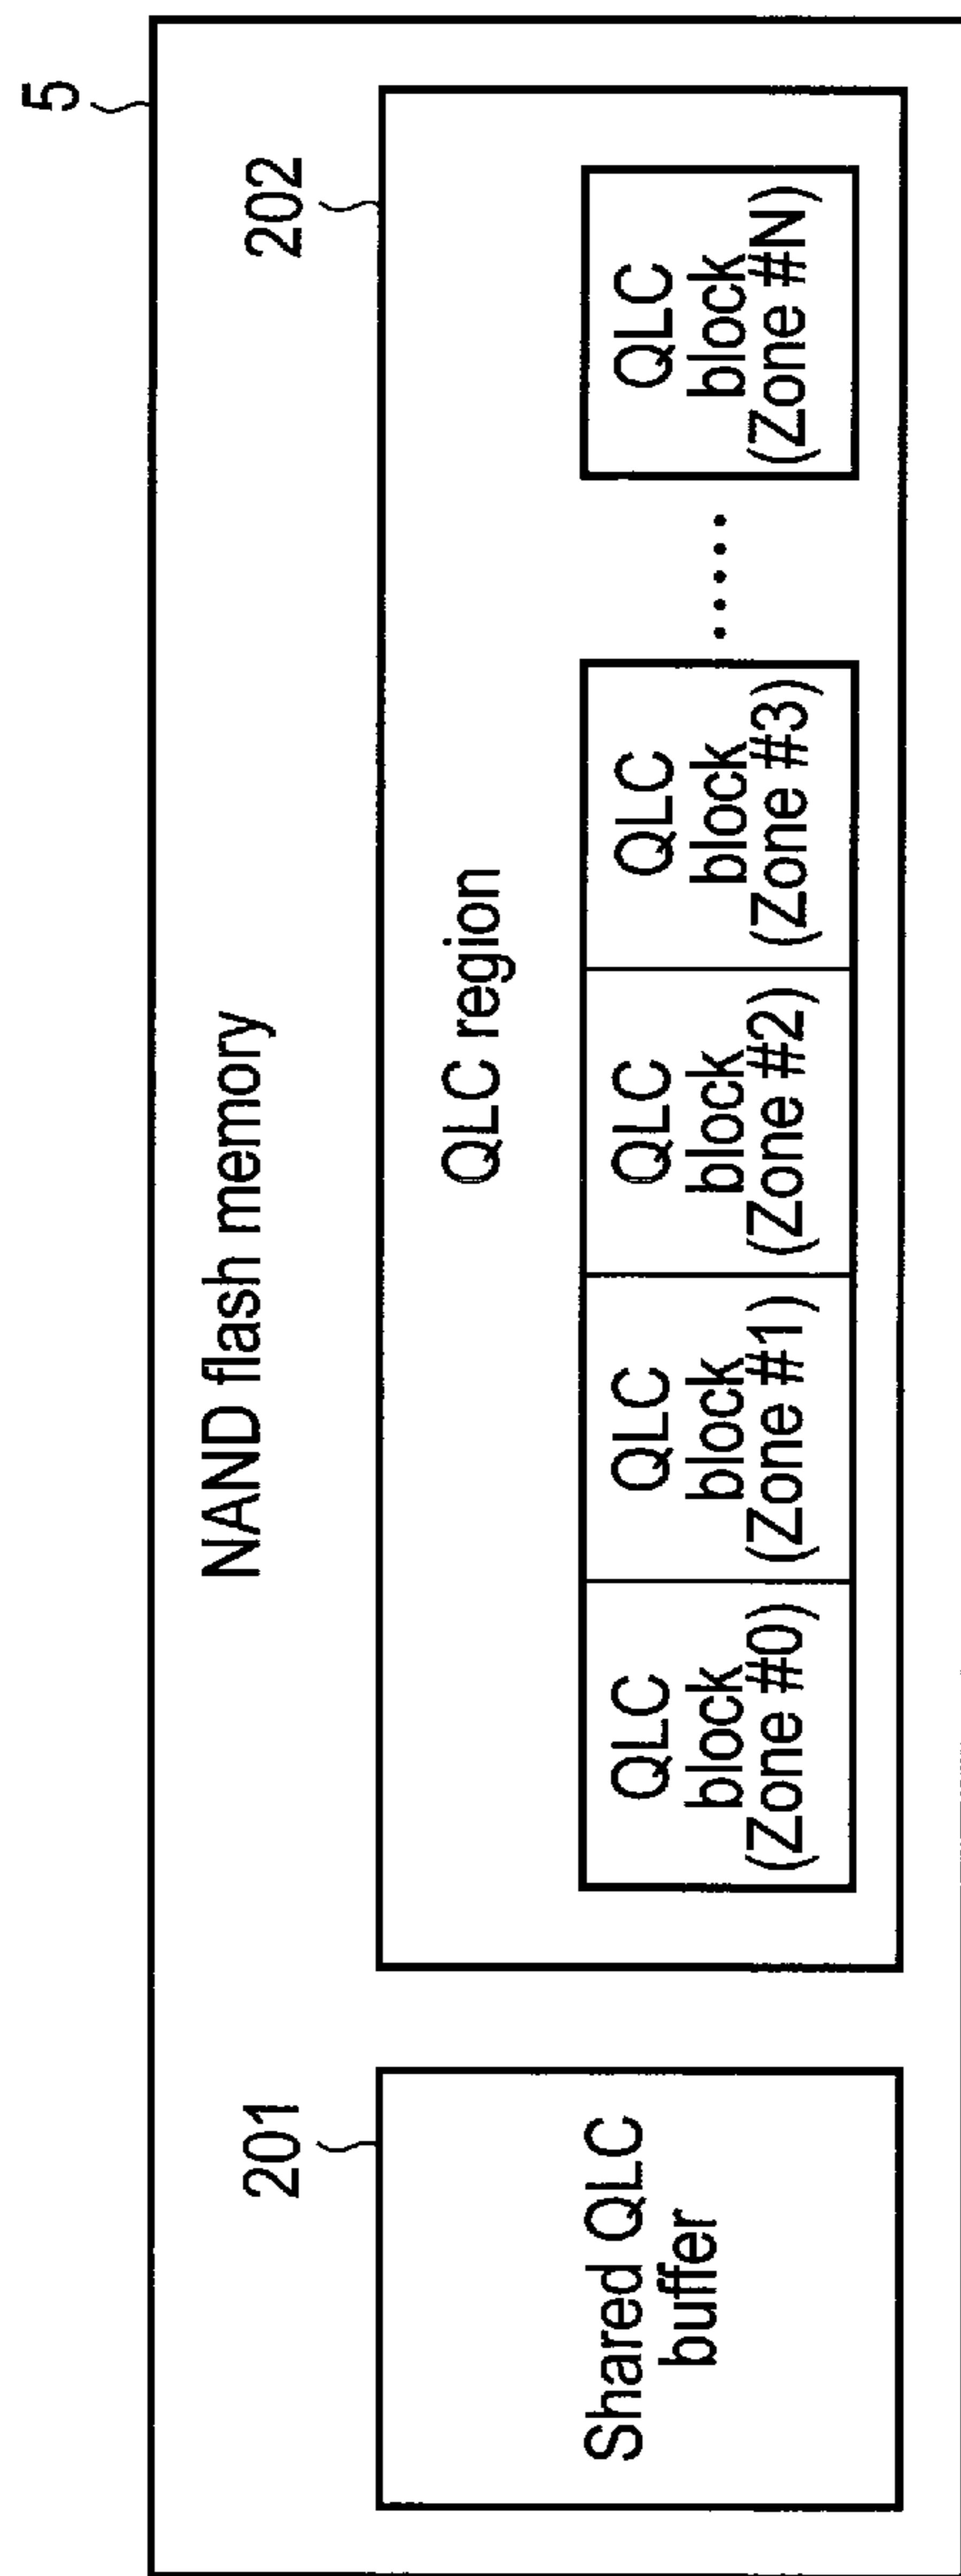 5
NAND flash memory
201
202
Shared QLC
buffer
QLC region
QLC
block
(Zone #0)
QLC
block
(Zone #1)
QLC
block
(Zone #2)
QLC
block
(Zone #3)
.....
QLC
block
(Zone #N)